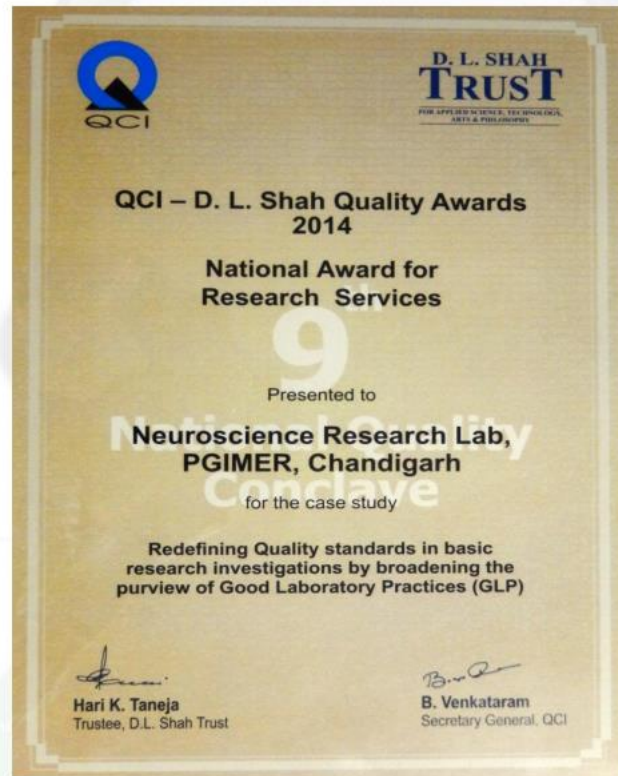 QCI
D. L. SHAH
TRUST
FOR APPLIED SCIENCE, TECHNOLOGY,
ARTS & PHILOSOPHY
QCI – D. L. Shah Quality Awards
2014
National Award for
Research Services
9th
Presented to
National Quality
Neuroscience Research Lab,
PGIMER, Chandigarh
Conclave
for the case study
Redefining Quality standards in basic
research investigations by broadening the
purview of Good Laboratory Practices (GLP)
Hari K. Taneja
Trustee, D.L. Shah Trust
B. Venkataram
Secretary General, QCI